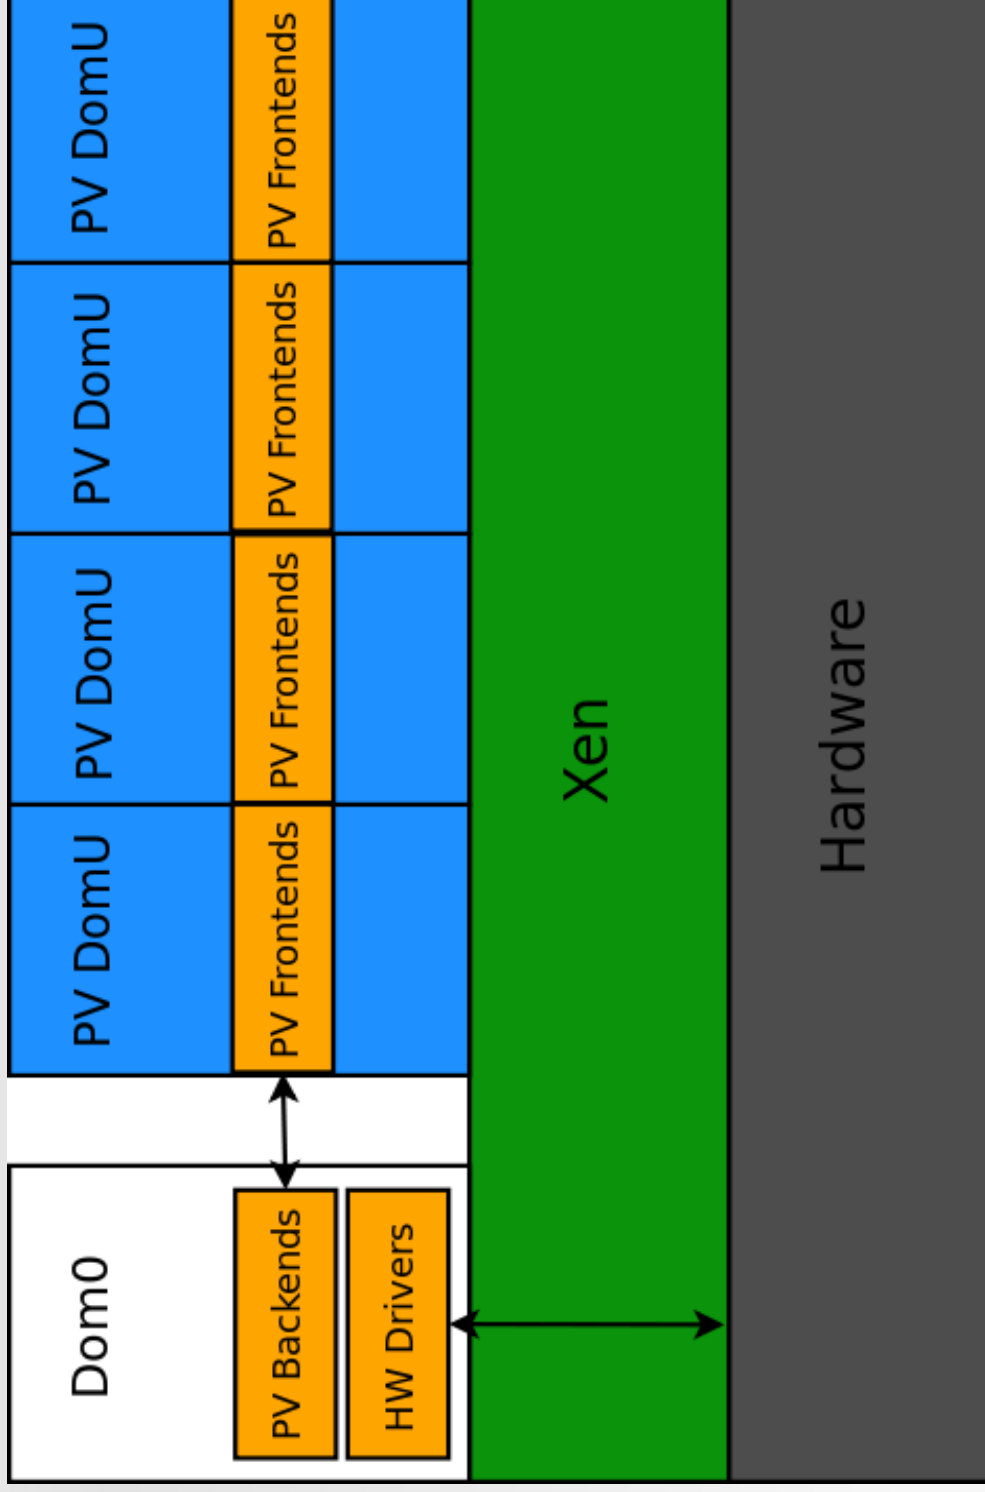 Dom0
PV DomU
PV DomU
PV DomU
PV DomU
PV Backends
PV Frontends
PV Frontends
PV Frontends
PV Frontends
HW Drivers
Xen
Hardware